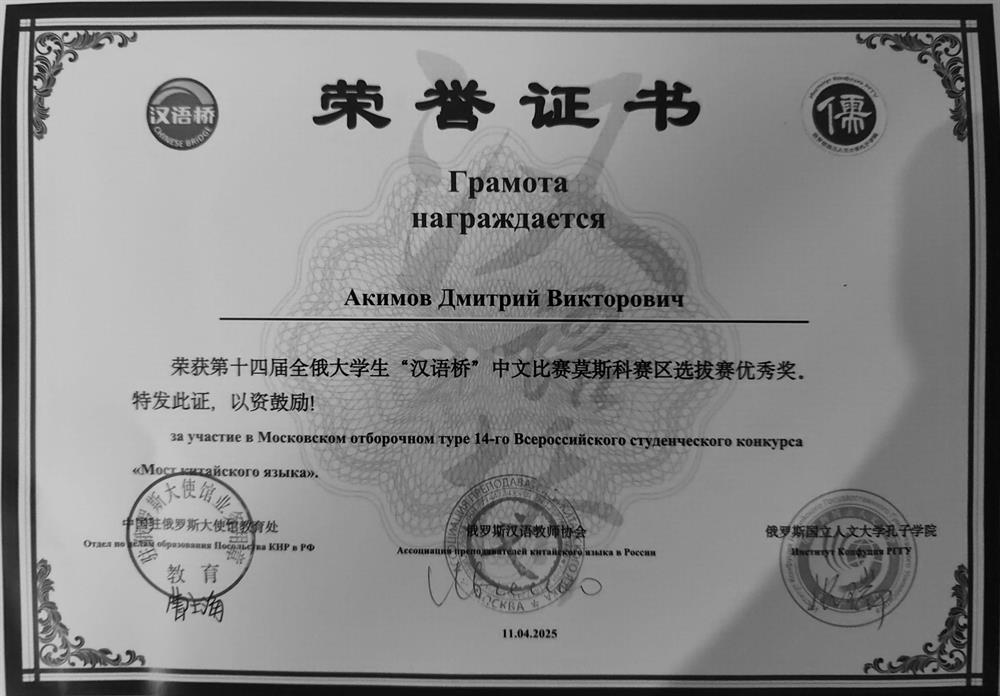 荣誉证书
汉语桥
CHINESE BRIDGE
儒
Грамота
награждается
Акимов Дмитрий Викторович
荣获第十四届全俄大学生“汉语桥”中文比赛莫斯科赛区选拔赛优秀奖。
特发此证，以资鼓励!
за участие в Московском отборочном туре 14-го Всероссийского студенческого конкурса
«Мост китайского языка».
中国驻俄罗斯大使馆教育处
Отдел по делам образования Посольства КНР в РФ
教育
俄罗斯汉语教师协会
Ассоциация преподавателей китайского языка в России
МОСКВА
俄罗斯国立人文大学孔子学院
Институт Конфуция РГГУ
11.04.2025